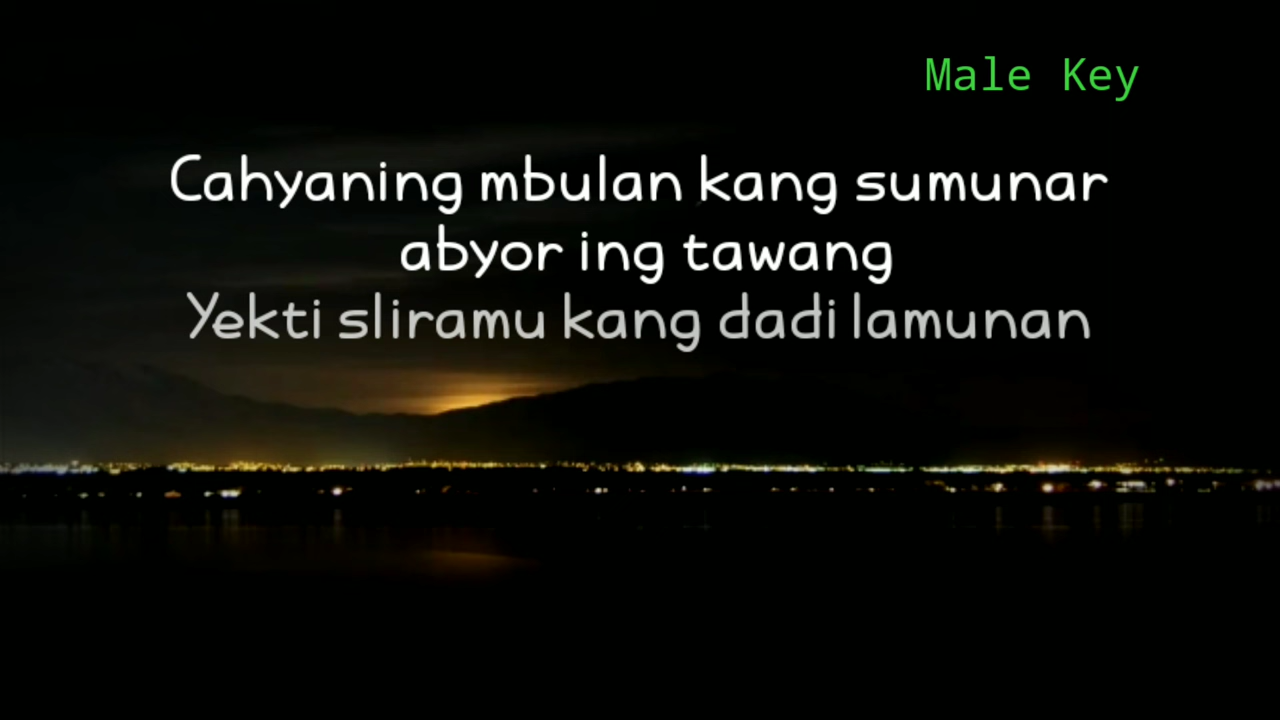 Male Key
Cahyaning mbulan kang sumunar
abyor ing tawang
Yekti sliramu kang dadi lamunan